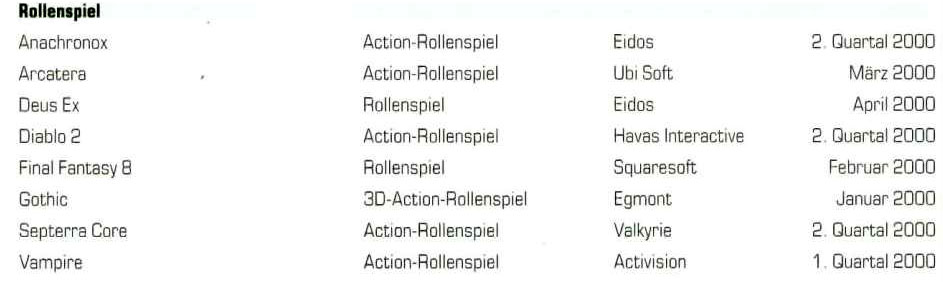 Rollenspiel
Anachronox Action-Rollenspiel Eidos 2. Quartal 2000
Arcatera Action-Rollenspiel Ubi Soft März 2000
Deus Ex Rollenspiel Eidos April 2000
Diablo 2 Action-Rollenspiel Havas Interactive 2. Quartal 2000
Final Fantasy 8 Rollenspiel Squaresoft Februar 2000
Gothic 3D-Action-Rollenspiel Egmont Januar 2000
Septerra Core Action-Rollenspiel Valkyrie 2. Quartal 2000
Vampire Action-Rollenspiel Activision 1. Quartal 2000